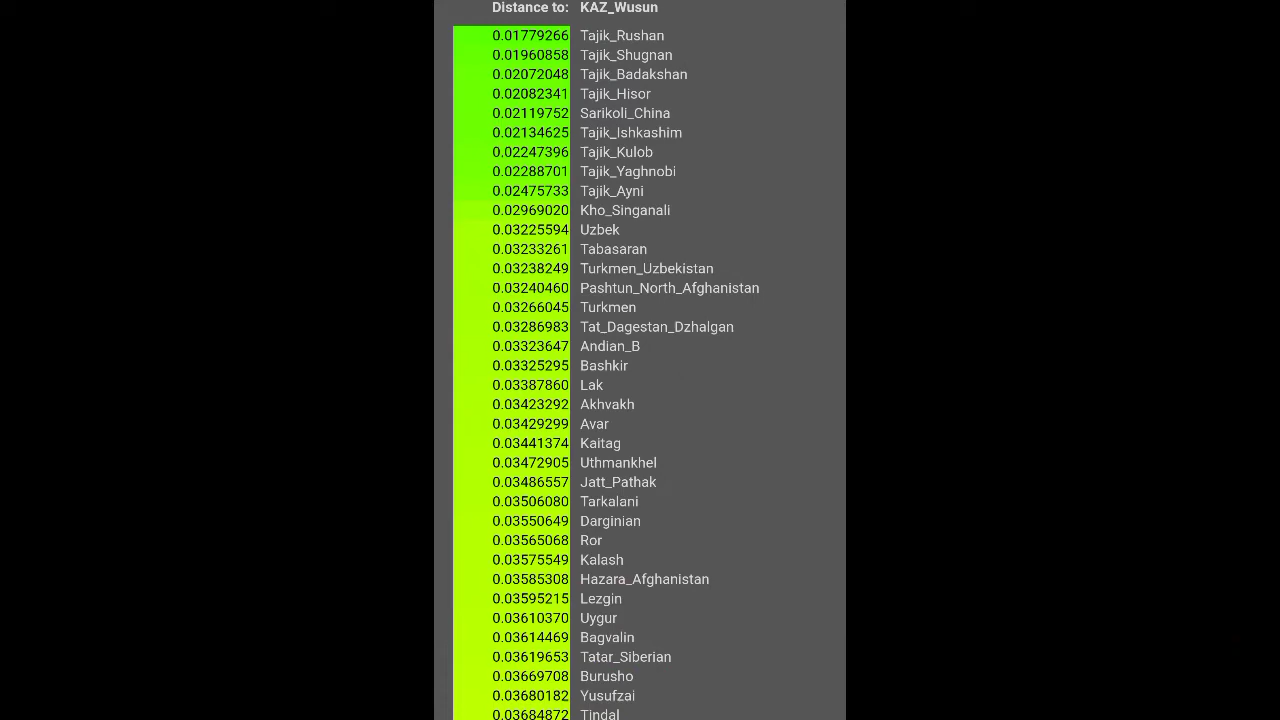 Distance to: KAZ_Wusun
0.01779266 Tajik_Rushan
0.01960858 Tajik_Shugnan
0.02072048 Tajik_Badakshan
0.02082341 Tajik_Hisor
0.02119752 Sarikoli_China
0.02134625 Tajik_Ishkashim
0.02247396 Tajik_Kulob
0.02288701 Tajik_Yaghnobi
0.02475733 Tajik_Ayni
0.02969020 Kho_Singanali
0.03225594 Uzbek
0.03233261 Tabasaran
0.03238249 Turkmen_Uzbekistan
0.03240460 Pashtun_North_Afghanistan
0.03266045 Turkmen
0.03286983 Tat_Dagestan_Dzhalgan
0.03323647 Andian_B
0.03325295 Bashkir
0.03387860 Lak
0.03423292 Akhvakh
0.03429299 Avar
0.03441374 Kaitag
0.03472905 Uthmankhel
0.03486557 Jatt_Pathak
0.03506080 Tarkalani
0.03550649 Darginian
0.03565068 Ror
0.03575549 Kalash
0.03585308 Hazara_Afghanistan
0.03595215 Lezgin
0.03610370 Uygur
0.03614469 Bagvalin
0.03619653 Tatar_Siberian
0.03669708 Burusho
0.03680182 Yusufzai
0.03684872 Tindal